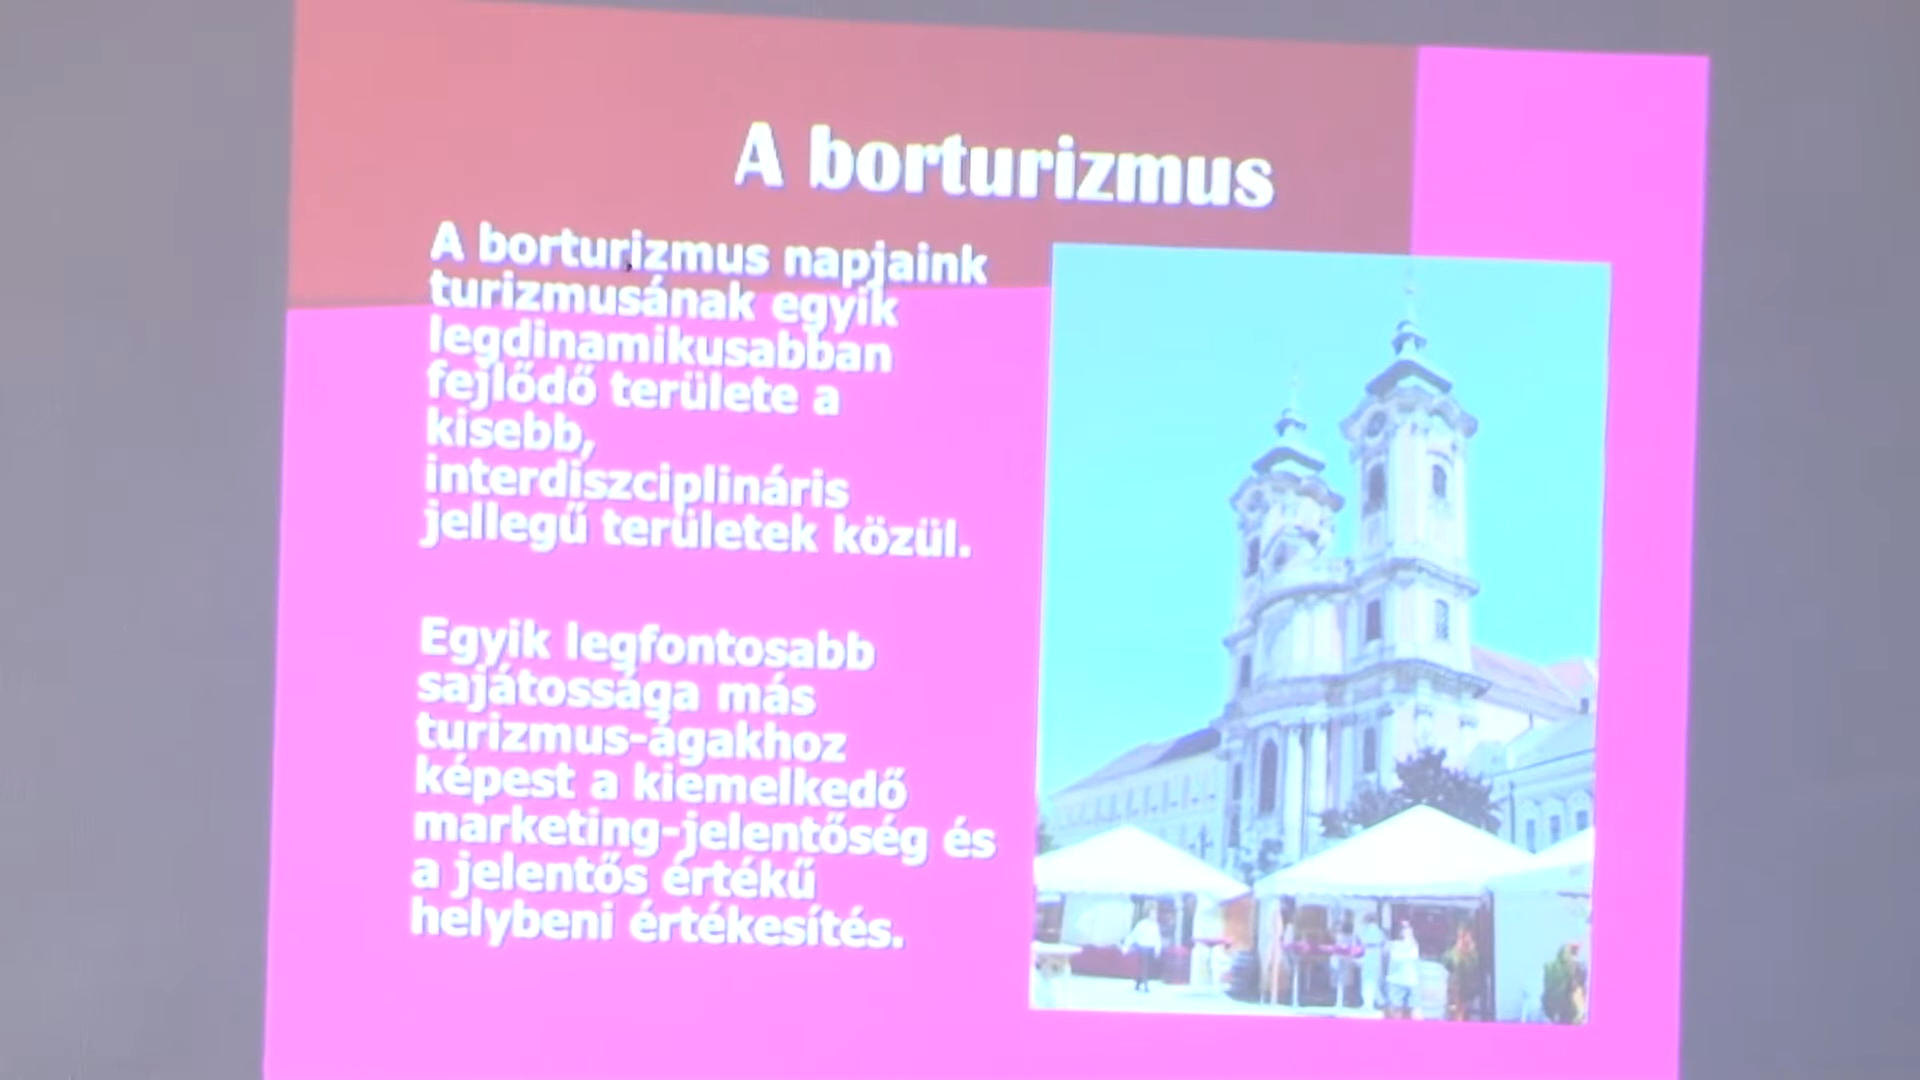 A borturizmus
A borturizmus napjaink
turizmusának egyik
legdinamikusabban
fejlődő területe a
kisebb,
interdiszciplináris
jellegű területek közül.
Egyik legfontosabb
sajátossága más
turizmus-ágakhoz
képest a kiemelkedő
marketing-jelentőség és
a jelentős értékű
helybeni értékesítés.